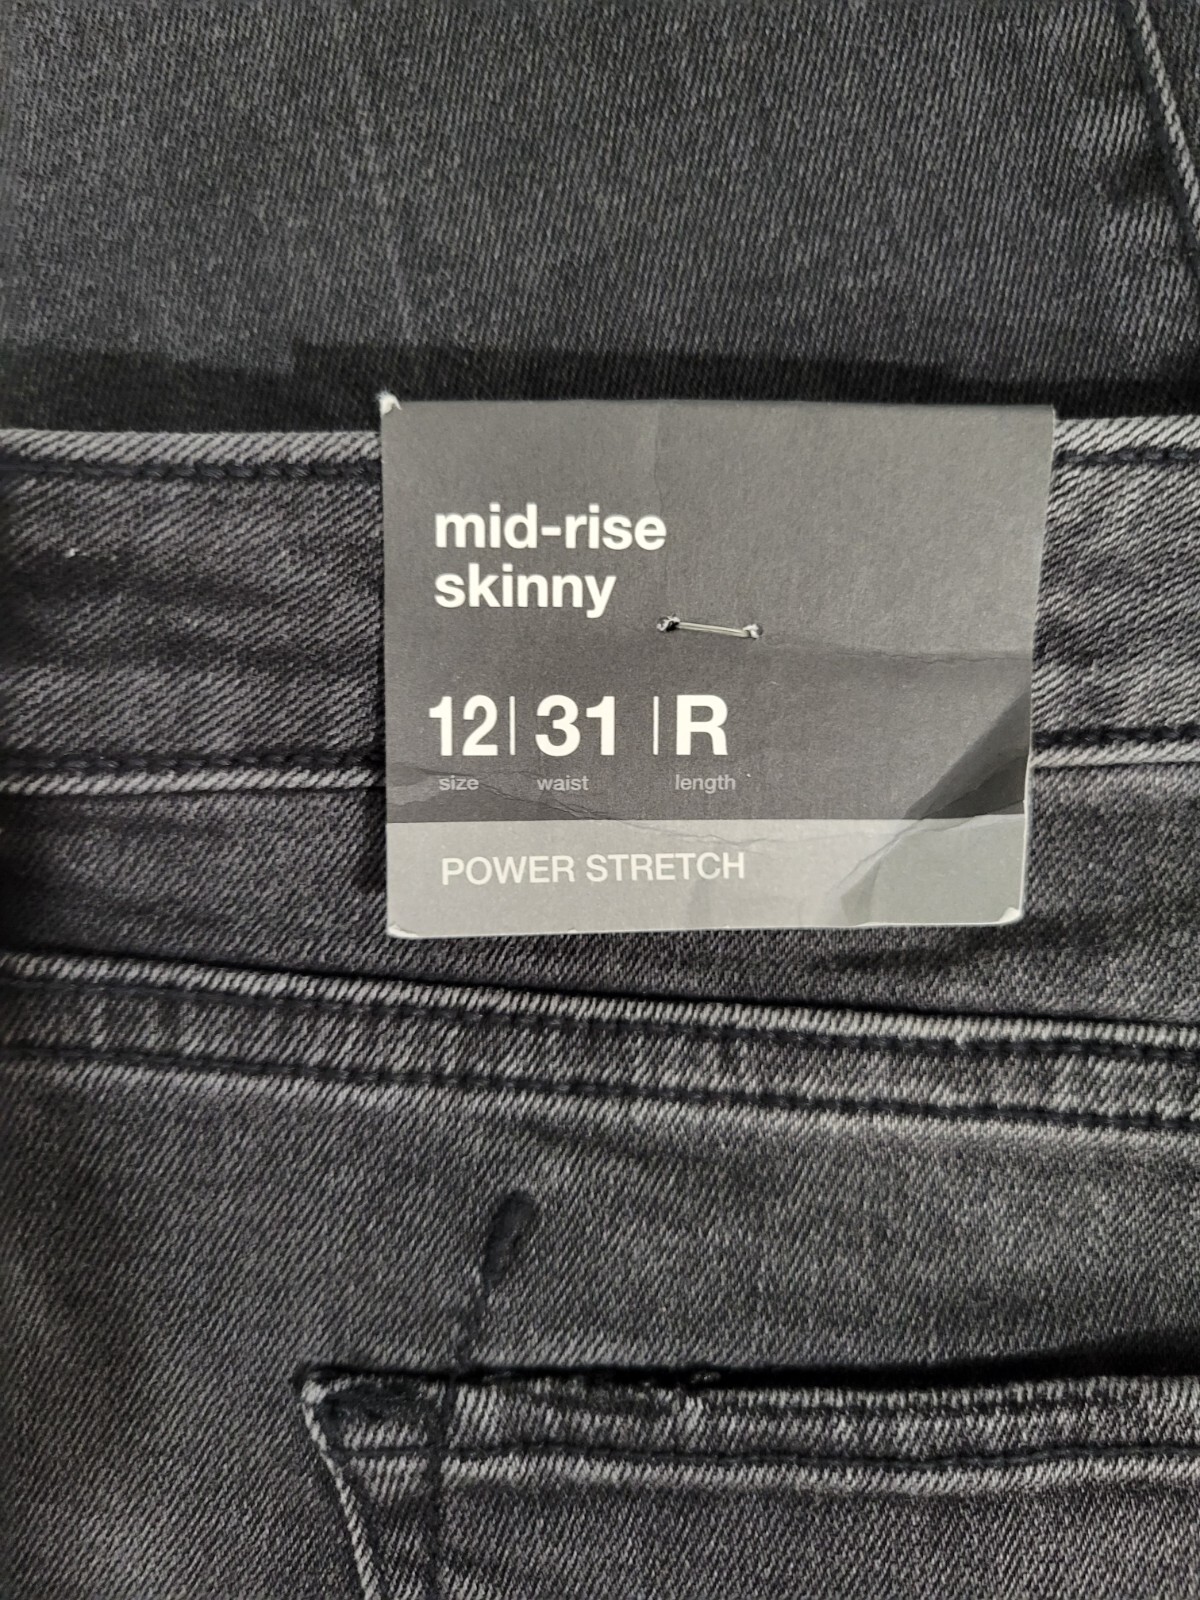 mid-rise
skinny
12 | 31 | R
size waist length
POWER STRETCH